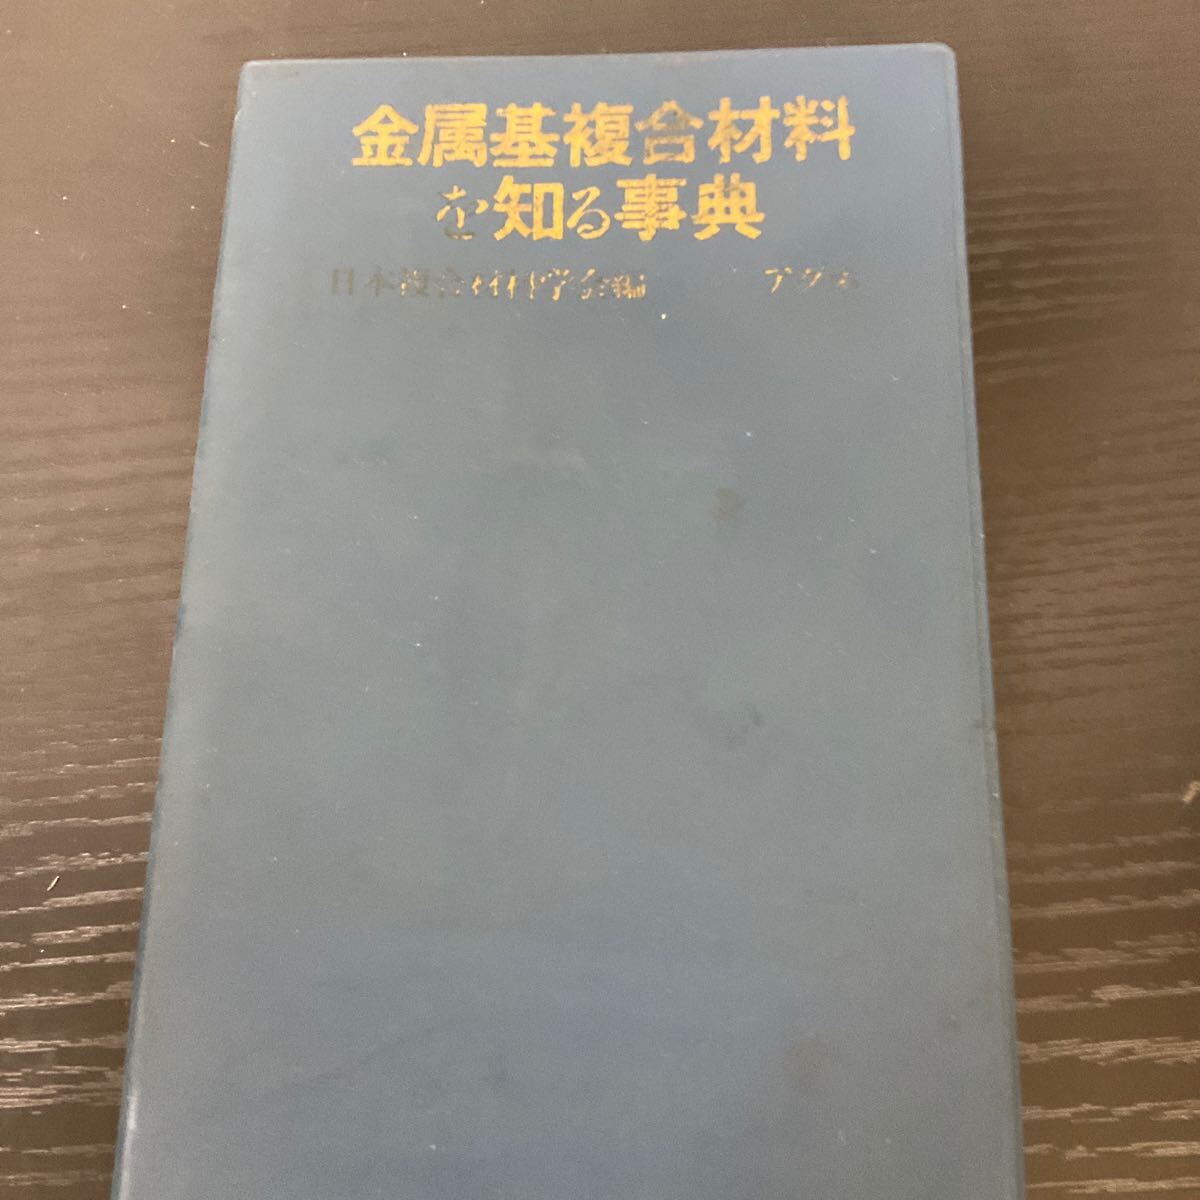 金属基複合材料
を知る事典
日本複合材料学会編 アグネ